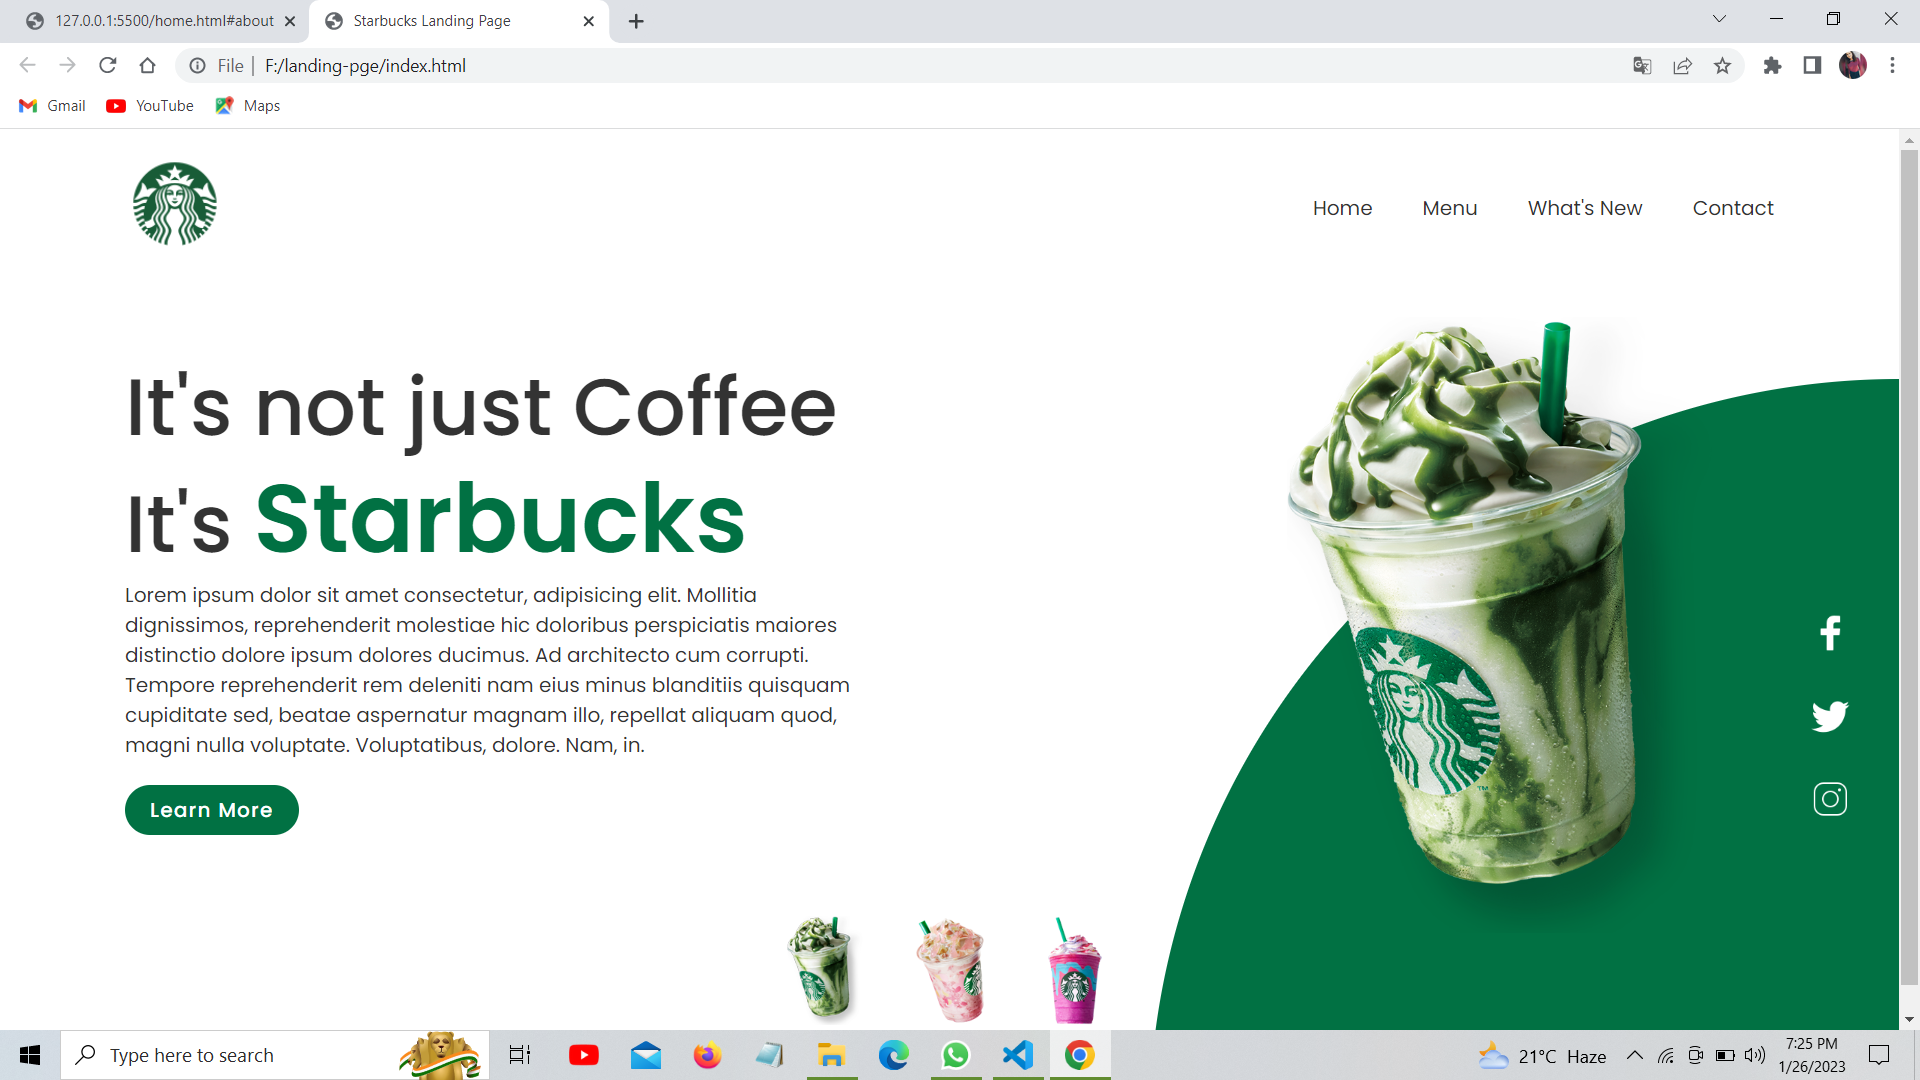 127.0.0.1:5500/home.html#about
Starbucks Landing Page
File | F:/landing-pge/index.html
Gmail
YouTube
Maps
Home
Menu
What's New
Contact
It's not just Coffee
It's Starbucks
Lorem ipsum dolor sit amet consectetur, adipisicing elit. Mollitia
dignissimos, reprehenderit molestiae hic doloribus perspiciatis maiores
distinctio dolore ipsum dolores ducimus. Ad architecto cum corrupti.
Tempore reprehenderit rem deleniti nam eius minus blanditiis quisquam
cupiditate sed, beatae aspernatur magnam illo, repellat aliquam quod,
magni nulla voluptate. Voluptatibus, dolore. Nam, in.
Learn More
TM
Type here to search
21°C Haze
7:25 PM
1/26/2023